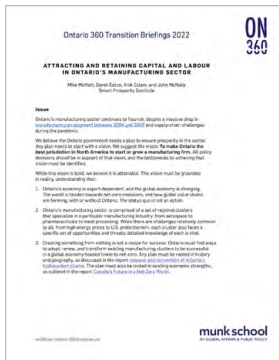 Ontario 360 Transition Briefings 2022
ON
360
ATTRACTING AND RETAINING CAPITAL AND LABOUR
IN ONTARIO'S MANUFACTURING SECTOR
Mike Moffatt, Derek Eaton, Arik Islam, and John McNally
Smart Prosperity Institute
Issue
Ontario's manufacturing sector continues to flourish, despite a massive drop in
manufacturing employment between 2004 and 2009 and supply-chain challenges
during the pandemic.
We believe the Ontario government needs a plan to ensure prosperity in the sector.
Any plan needs to start with a vision. We suggest the vision: To make Ontario the
best jurisdiction in North America to start or grow a manufacturing firm. All policy
decisions should be in support of that vision, and the bottlenecks to achieving that
vision must be identified.
While this vision is bold, we believe it is attainable. This vision must be grounded
in reality, understanding that:
1. Ontario's economy is export dependent, and the global economy is changing.
The world is headed towards net-zero emissions, and new global value chains
are forming, with or without Ontario. The status quo is not an option.
2. Ontario's manufacturing sector is comprised of a set of regional clusters
that specialize in a particular manufacturing industry, from aerospace to
pharmaceuticals to meat processing. While there are challenges relatively common
to all, from high energy prices to U.S. protectionism, each cluster also faces a
specific set of opportunities and threats; detailed knowledge of each is vital.
3. Creating something from nothing is not a reason for success. Ontario must find ways
to adapt, renew, and transform existing manufacturing clusters to be successful
in a global economy headed towards net-zero. Any plan must be rooted in history
and geography, as discussed in the report
hydrocarbon cluster. The plan must also be rooted in existing economic strengths,
as outlined in the report Canada's Future in a Net-Zero World.
munk school
OF GLOBAL AFFAIRS & PUBLIC POLICY